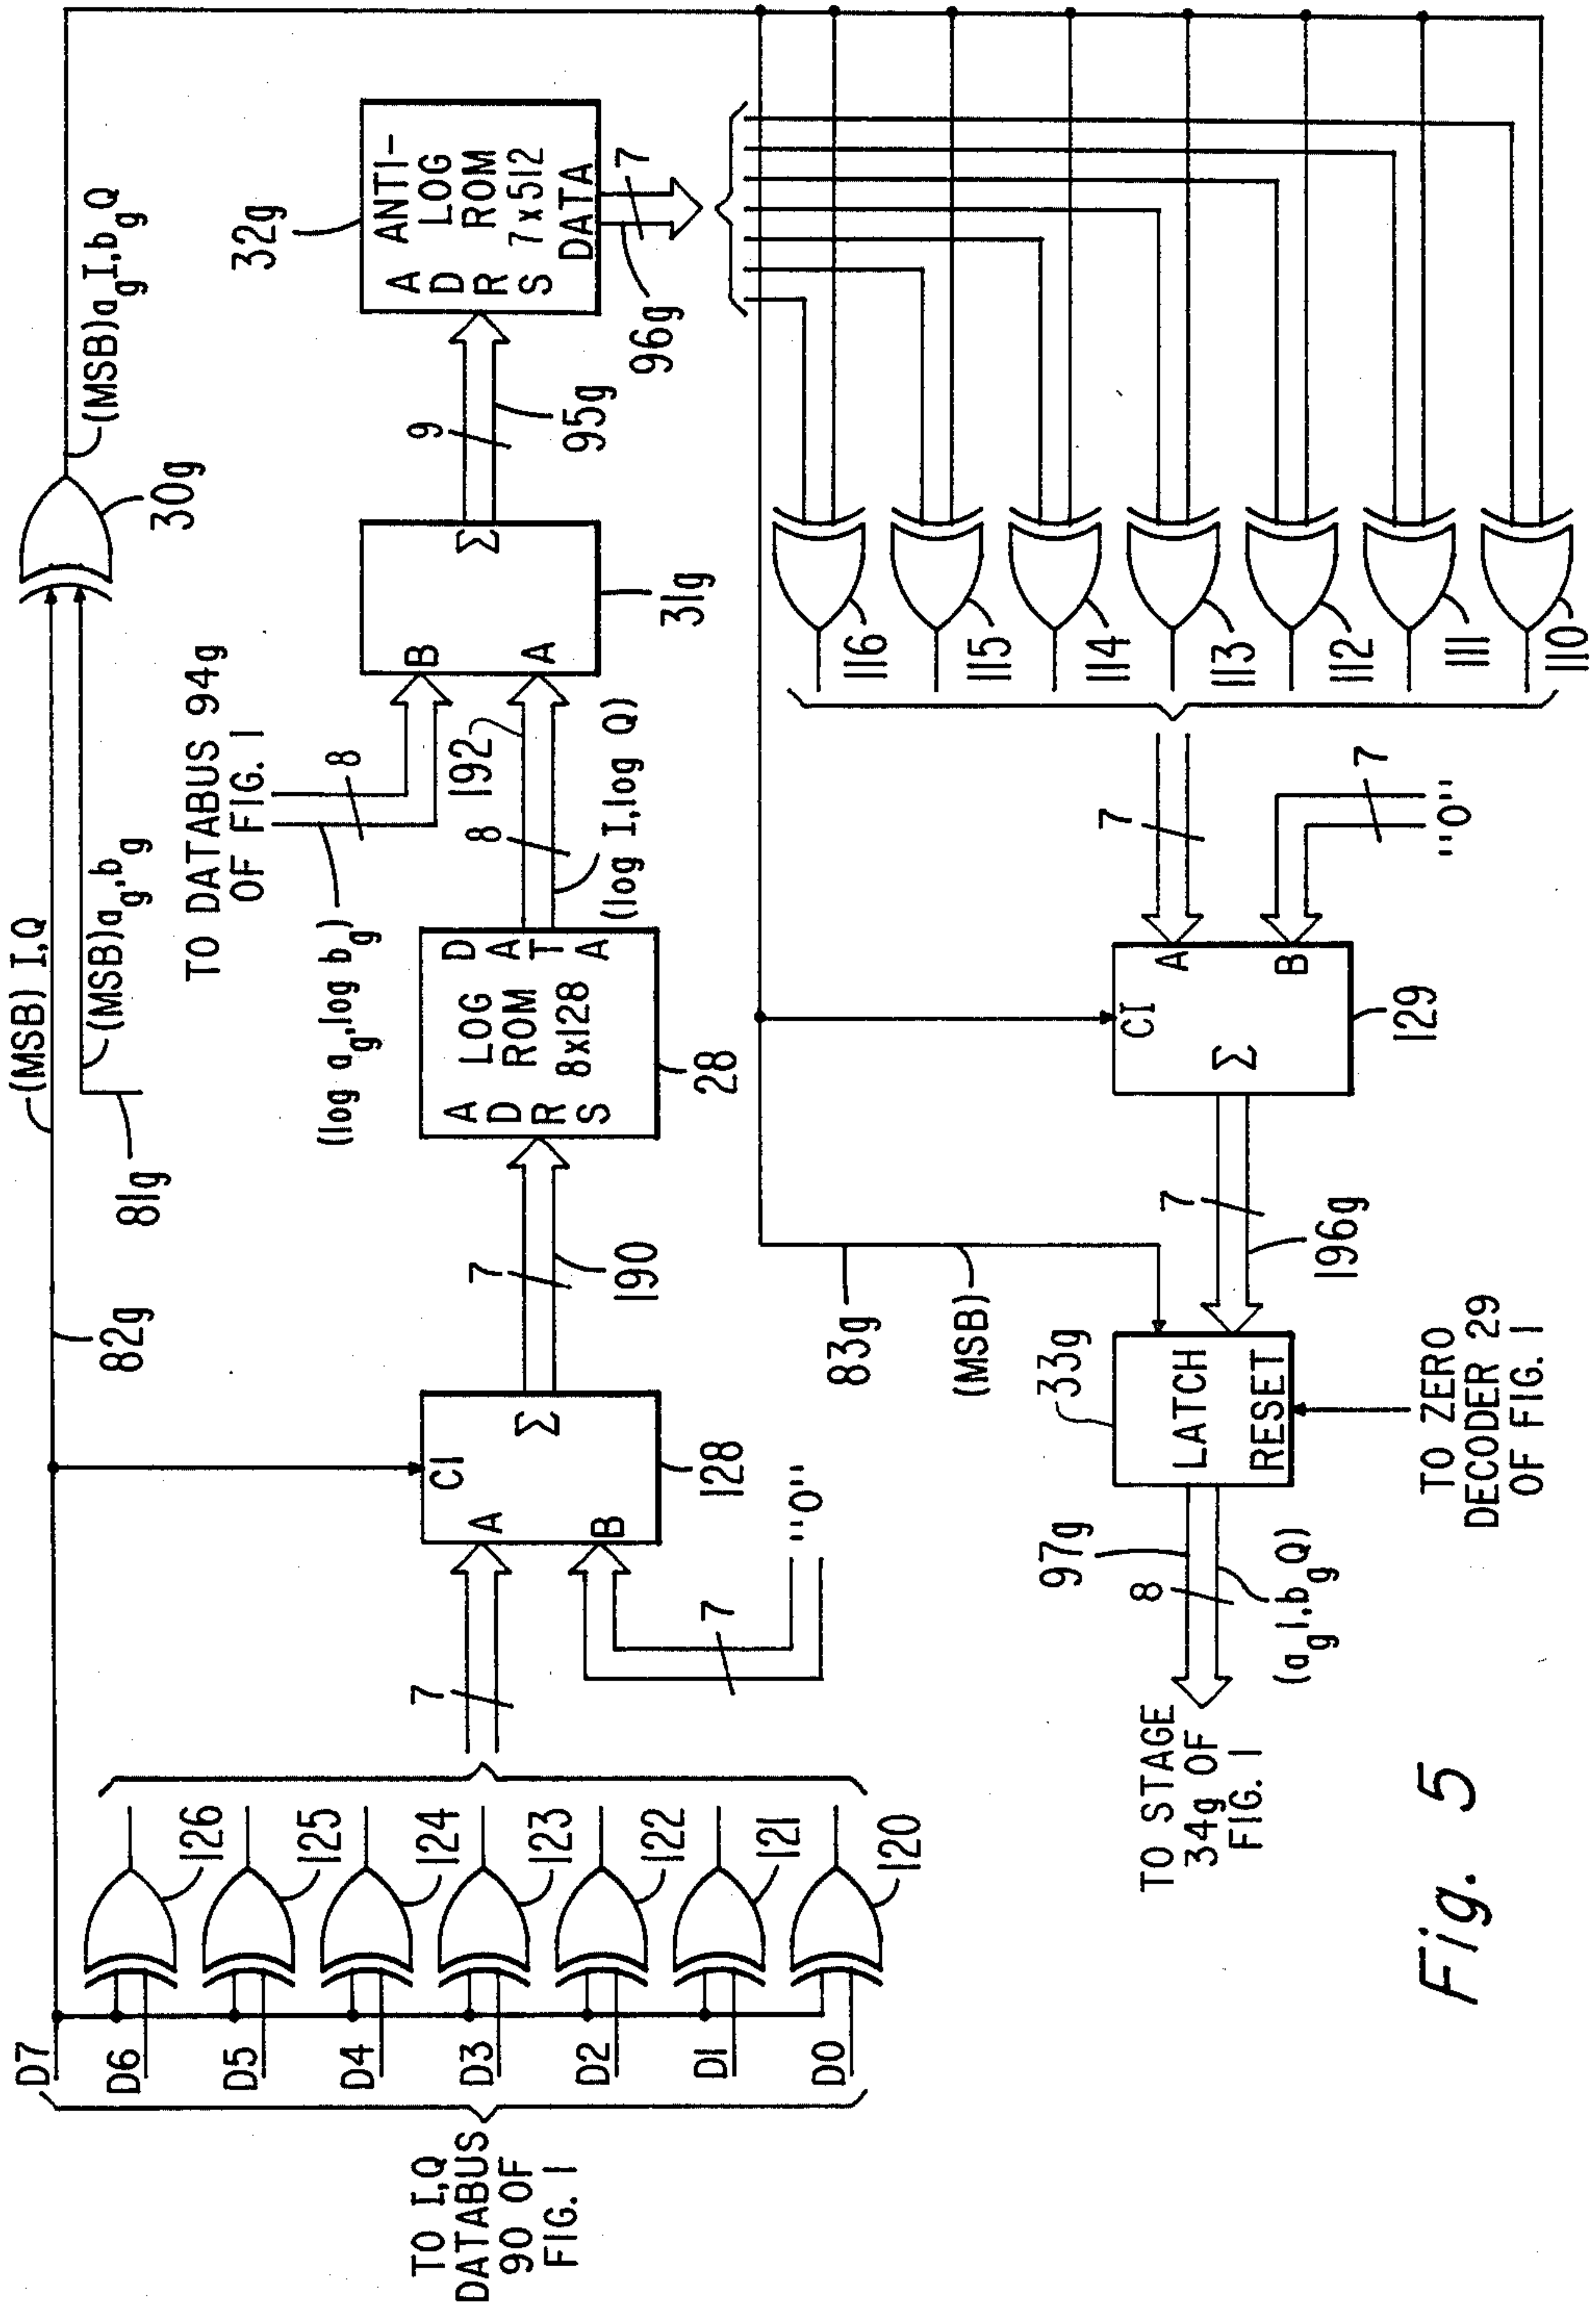 TO I,Q
DATABUS
90 OF
FIG. 1
D7
D6
D5
D4
D3
D2
D1
D0
126
125
124
123
122
121
120
82g
(MSB) I,Q
81g
(MSB)ag,bg
30g
(MSB)agI,bgQ
7
7
"0"
CI
A
B
Σ
128
7
190
ADRS
LOG
ROM
8x128
DATA
28
TO DATABUS 94g
OF FIG. 1
(log ag,log bg)
8
8
192
(log I,log Q)
B
A
Σ
31g
9
95g
32g
ADRS
ANTI-
LOG
ROM
7x512
DATA
7
96g
116
115
114
113
112
111
110
7
7
"0"
CI
A
B
Σ
129
7
196g
83g
(MSB)
33g
LATCH
RESET
TO ZERO
DECODER 29
OF FIG. 1
97g
8
(agI.bgQ)
TO STAGE
34g OF
FIG. 1
Fig. 5